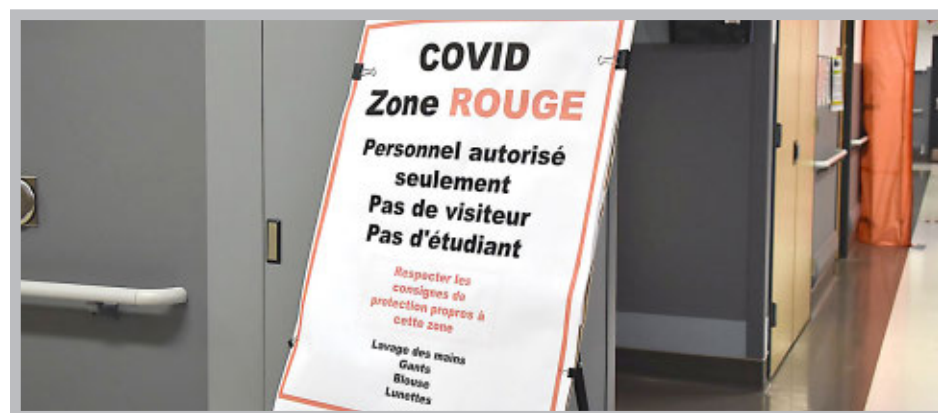 COVID
Zone ROUGE
Personnel autorisé
seulement
Pas de visiteur
Pas d'étudiant
Respecter les
consignes de
protection propres à
cette zone
Lavage des mains
Gants
Blouse
Lunettes